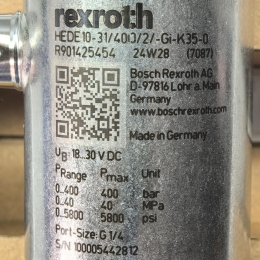 rexroth
HEDE10-31/400/2/-GI-K35-0
R901425454 24W28 (7087)
Bosch Rexroth AG
D-97816 Lohr a. Main
Germany
www.boschrexroth.com
Germany
UB: 18...30 V DC
PRange Pmax Unit
0...400 400 bar
0...40 40 MPa
0...5800 5800 psi
Port-Size: G 1/4
S/N 100005442812